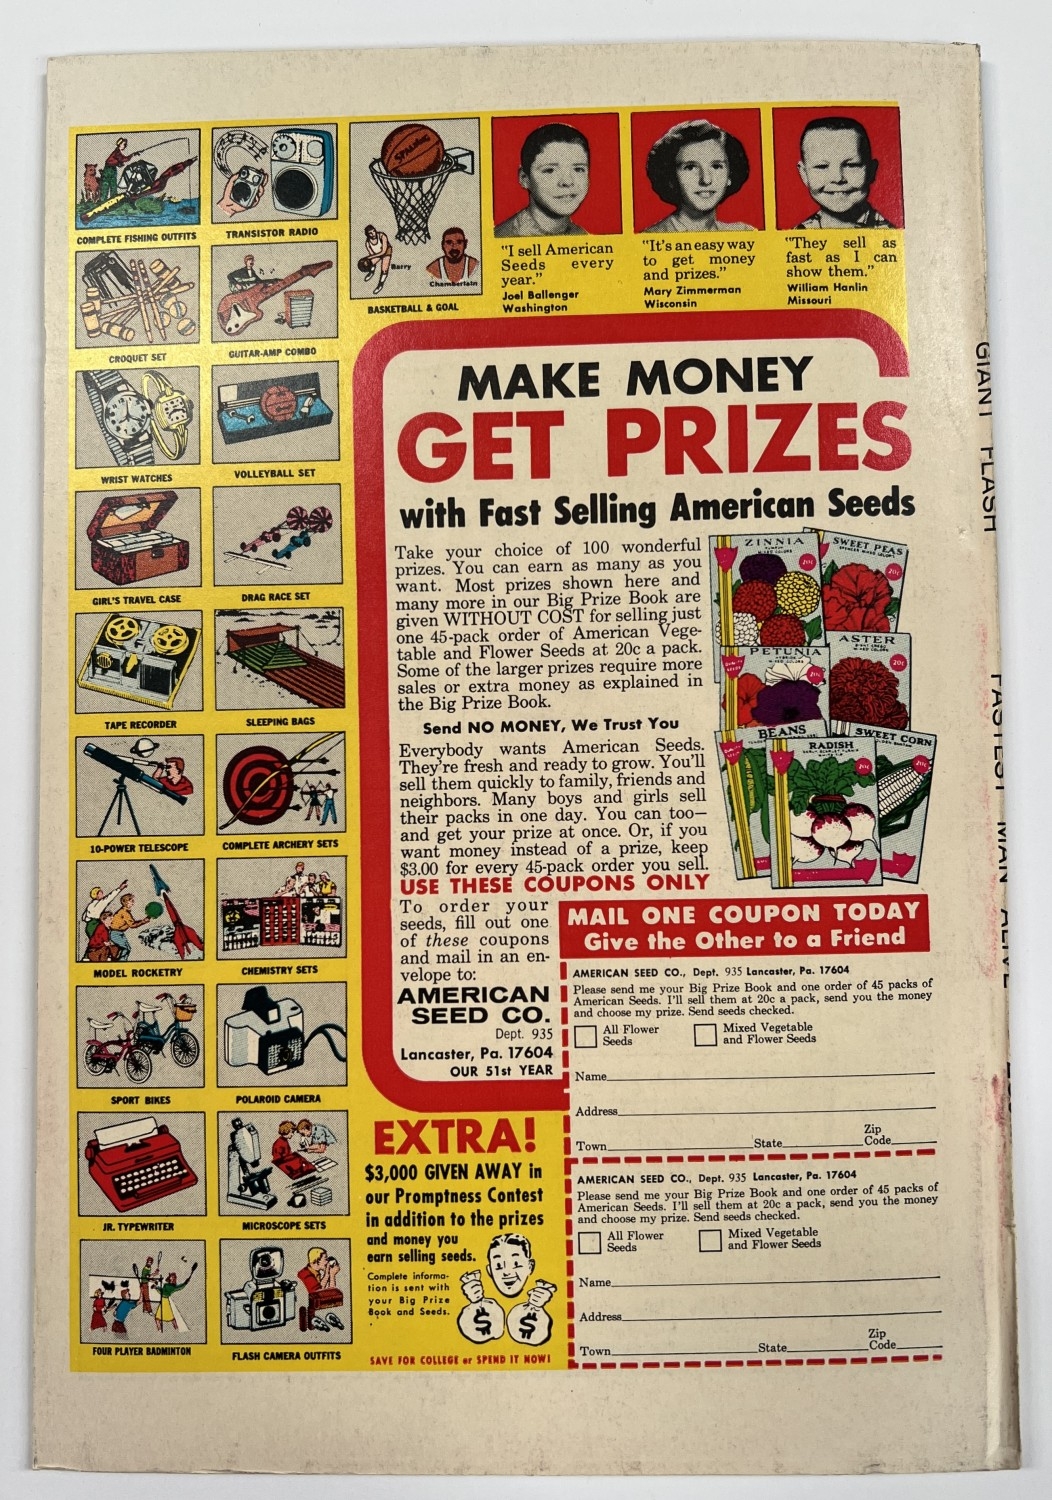 COMPLETE FISHING OUTFITS
TRANSISTOR RADIO
SPALDING
Barry
Chamberlain
BASKETBALL & GOAL
CROQUET SET
GUITAR-AMP COMBO
WRIST WATCHES
VOLLEYBALL SET
GIRL'S TRAVEL CASE
DRAG RACE SET
TAPE RECORDER
SLEEPING BAGS
10-POWER TELESCOPE
COMPLETE ARCHERY SETS
MODEL ROCKETRY
CHEMISTRY SETS
SPORT BIKES
POLAROID CAMERA
JR. TYPEWRITER
MICROSCOPE SETS
FOUR PLAYER BADMINTON
FLASH CAMERA OUTFITS
"I sell American
Seeds every
year."
Joel Ballenger
Washington
"It's an easy way
to get money
and prizes."
Mary Zimmerman
Wisconsin
"They sell as
fast as I can
show them."
William Hanlin
Missouri
MAKE MONEY
GET PRIZES
with Fast Selling American Seeds
Take your choice of 100 wonderful
prizes. You can earn as many as you
want. Most prizes shown here and
many more in our Big Prize Book are
given WITHOUT COST for selling just
one 45-pack order of American Vege-
table and Flower Seeds at 20c a pack.
Some of the larger prizes require more
sales or extra money as explained in
the Big Prize Book.
Send NO MONEY, We Trust You
Everybody wants American Seeds.
They're fresh and ready to grow. You'll
sell them quickly to family, friends and
neighbors. Many boys and girls sell
their packs in one day. You can too—
and get your prize at once. Or, if you
want money instead of a prize, keep
$3.00 for every 45-pack order you sell.
USE THESE COUPONS ONLY
To order your
seeds, fill out one
of these coupons
and mail in an en-
velope to:
AMERICAN
SEED CO.
Dept. 935
Lancaster, Pa. 17604
OUR 51st YEAR
ZINNIA
MIXED COLORS
20¢
SWEET PEAS
20¢
PETUNIA
MIXED COLORS
20¢
ASTER
MIXED COLORS
20¢
BEANS
RADISH
20¢
SWEET CORN
20¢
MAIL ONE COUPON TODAY
Give the Other to a Friend
AMERICAN SEED CO., Dept. 935 Lancaster, Pa. 17604
Please send me your Big Prize Book and one order of 45 packs of
American Seeds. I'll sell them at 20c a pack, send you the money
and choose my prize. Send seeds checked.
All Flower
Seeds
Mixed Vegetable
and Flower Seeds
Name
Address
Town State Zip
Code
AMERICAN SEED CO., Dept. 935 Lancaster, Pa. 17604
Please send me your Big Prize Book and one order of 45 packs of
American Seeds. I'll sell them at 20c a pack, send you the money
and choose my prize. Send seeds checked.
All Flower
Seeds
Mixed Vegetable
and Flower Seeds
Name
Address
Town State Zip
Code
EXTRA!
$3,000 GIVEN AWAY in
our Promptness Contest
in addition to the prizes
and money you
earn selling seeds.
Complete informa-
tion is sent with
your Big Prize
Book and Seeds.
$ $
SAVE FOR COLLEGE or SPEND IT NOW!
GIANT FLASH
FASTEST MAN ALIVE